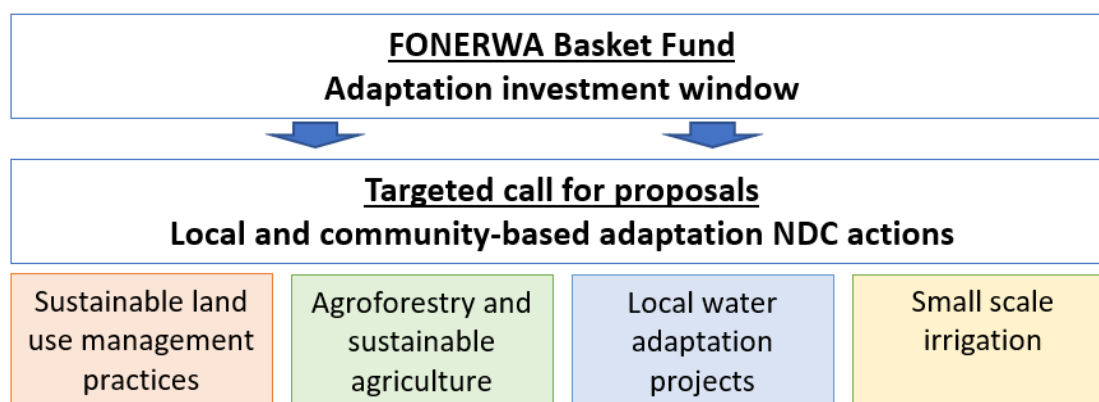 FONERWA Basket Fund
Adaptation investment window
Targeted call for proposals
Local and community-based adaptation NDC actions
Sustainable land
use management
practices
Agroforestry and
sustainable
agriculture
Local water
adaptation
projects
Small scale
irrigation